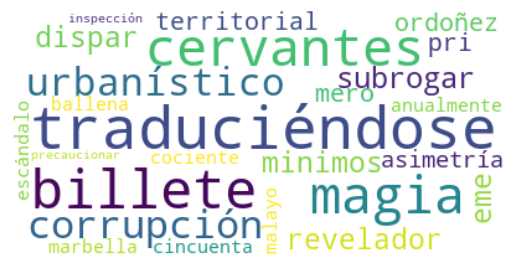 inspección territorial ordoñez
dispar cervantes pri
urbanístico subrogar
ballena mero anualmente
traduciéndose
escándalo precaucionar cociente minimos asimetría
billete magia eme
corrupción malayo revelador
marbella cincuenta